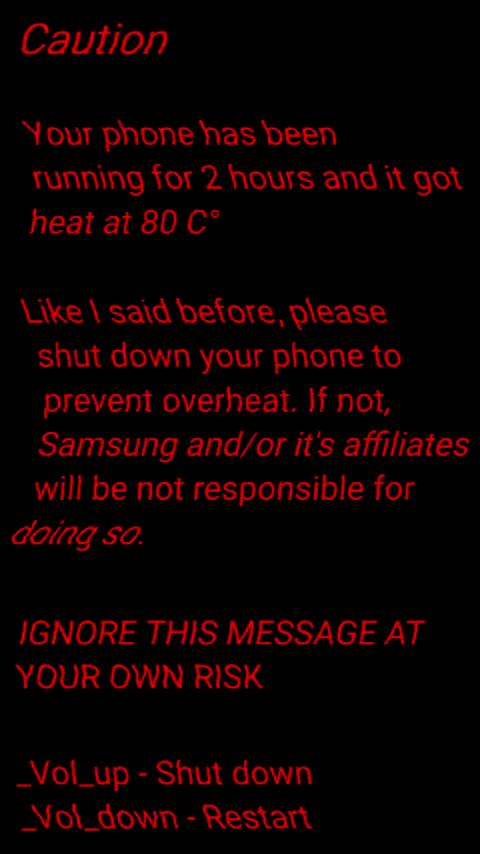 Caution
Your phone has been
running for 2 hours and it got
heat at 80 C°
Like I said before, please
shut down your phone to
prevent overheat. If not,
Samsung and/or it's affiliates
will be not responsible for
doing so.
IGNORE THIS MESSAGE AT
YOUR OWN RISK
_Vol_up - Shut down
_Vol_down - Restart